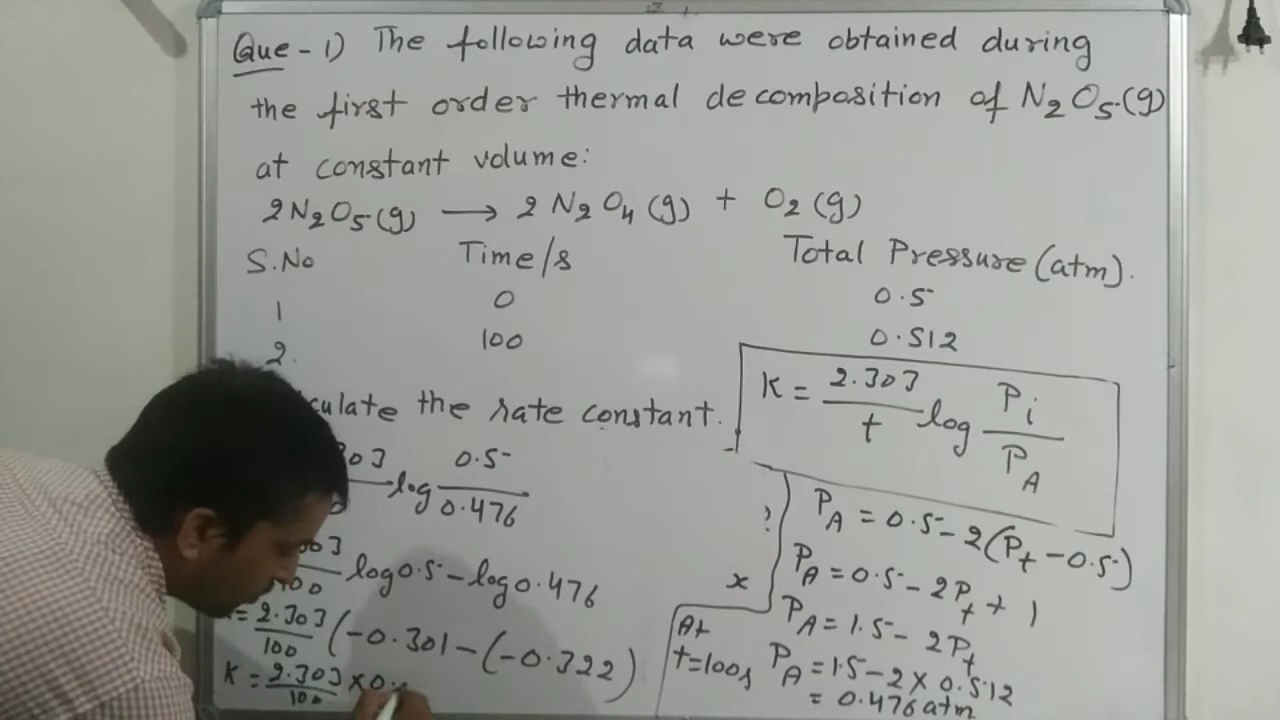 Que - 1) The following data were obtained during
the first order thermal decomposition of N₂O₅(g)
at constant volume:
2N₂O₅(g) ⟶ 2N₂O₄(g) + O₂(g)
S.No Time/s Total Pressure (atm).
1 0 0.5
2. 100 0.512
the rate constant.
K = 2.303/t log Pi/PA
log 0.5/0.476
log0.5 - log0.476
= 2.303/100 (-0.301 - (-0.322)
K = 2.303/100 × 0.
?
x
PA = 0.5 - 2(Pt - 0.5)
PA = 0.5 - 2Pt + 1
PA = 1.5 - 2Pt
At
t=100s PA = 1.5 - 2 × 0.512
= 0.476 atm